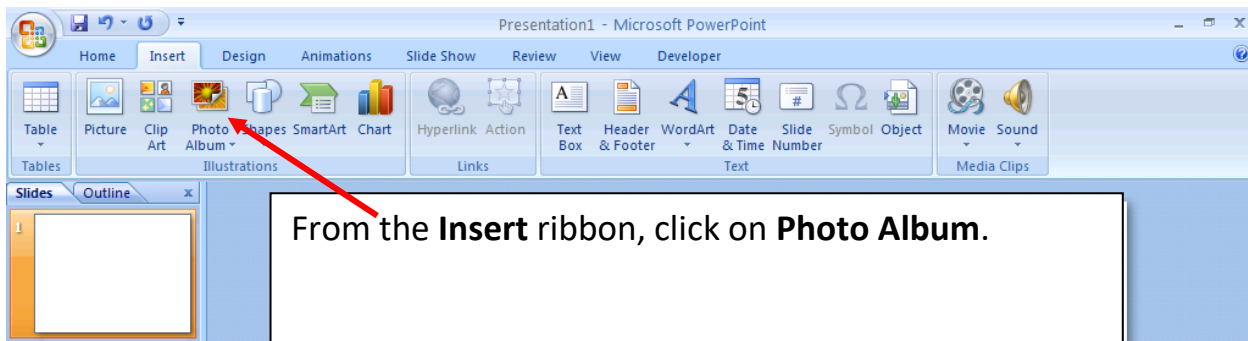 Presentation1 - Microsoft PowerPoint
Home Insert Design Animations Slide Show Review View Developer
Table Picture Clip Art Photo Album Shapes SmartArt Chart Hyperlink Action Text Box Header & Footer WordArt Date & Time Slide Number Symbol Object Movie Sound
Tables Illustrations Links Text Media Clips
Slides Outline x
1
From the Insert ribbon, click on Photo Album.